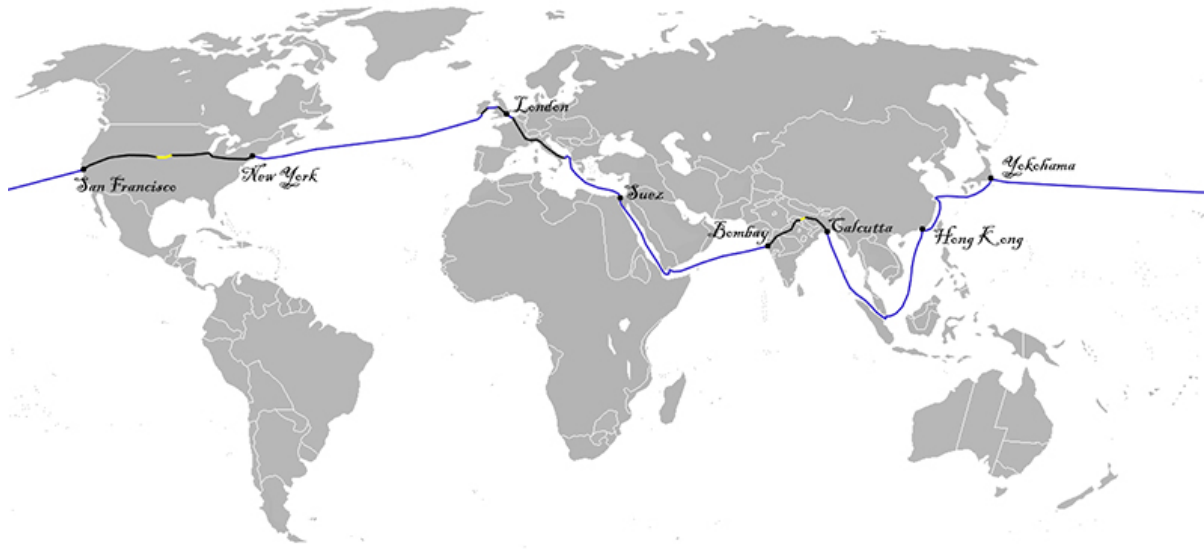 London
San Francisco
New York
Suez
Yokohama
Bombay
Calcutta
Hong Kong